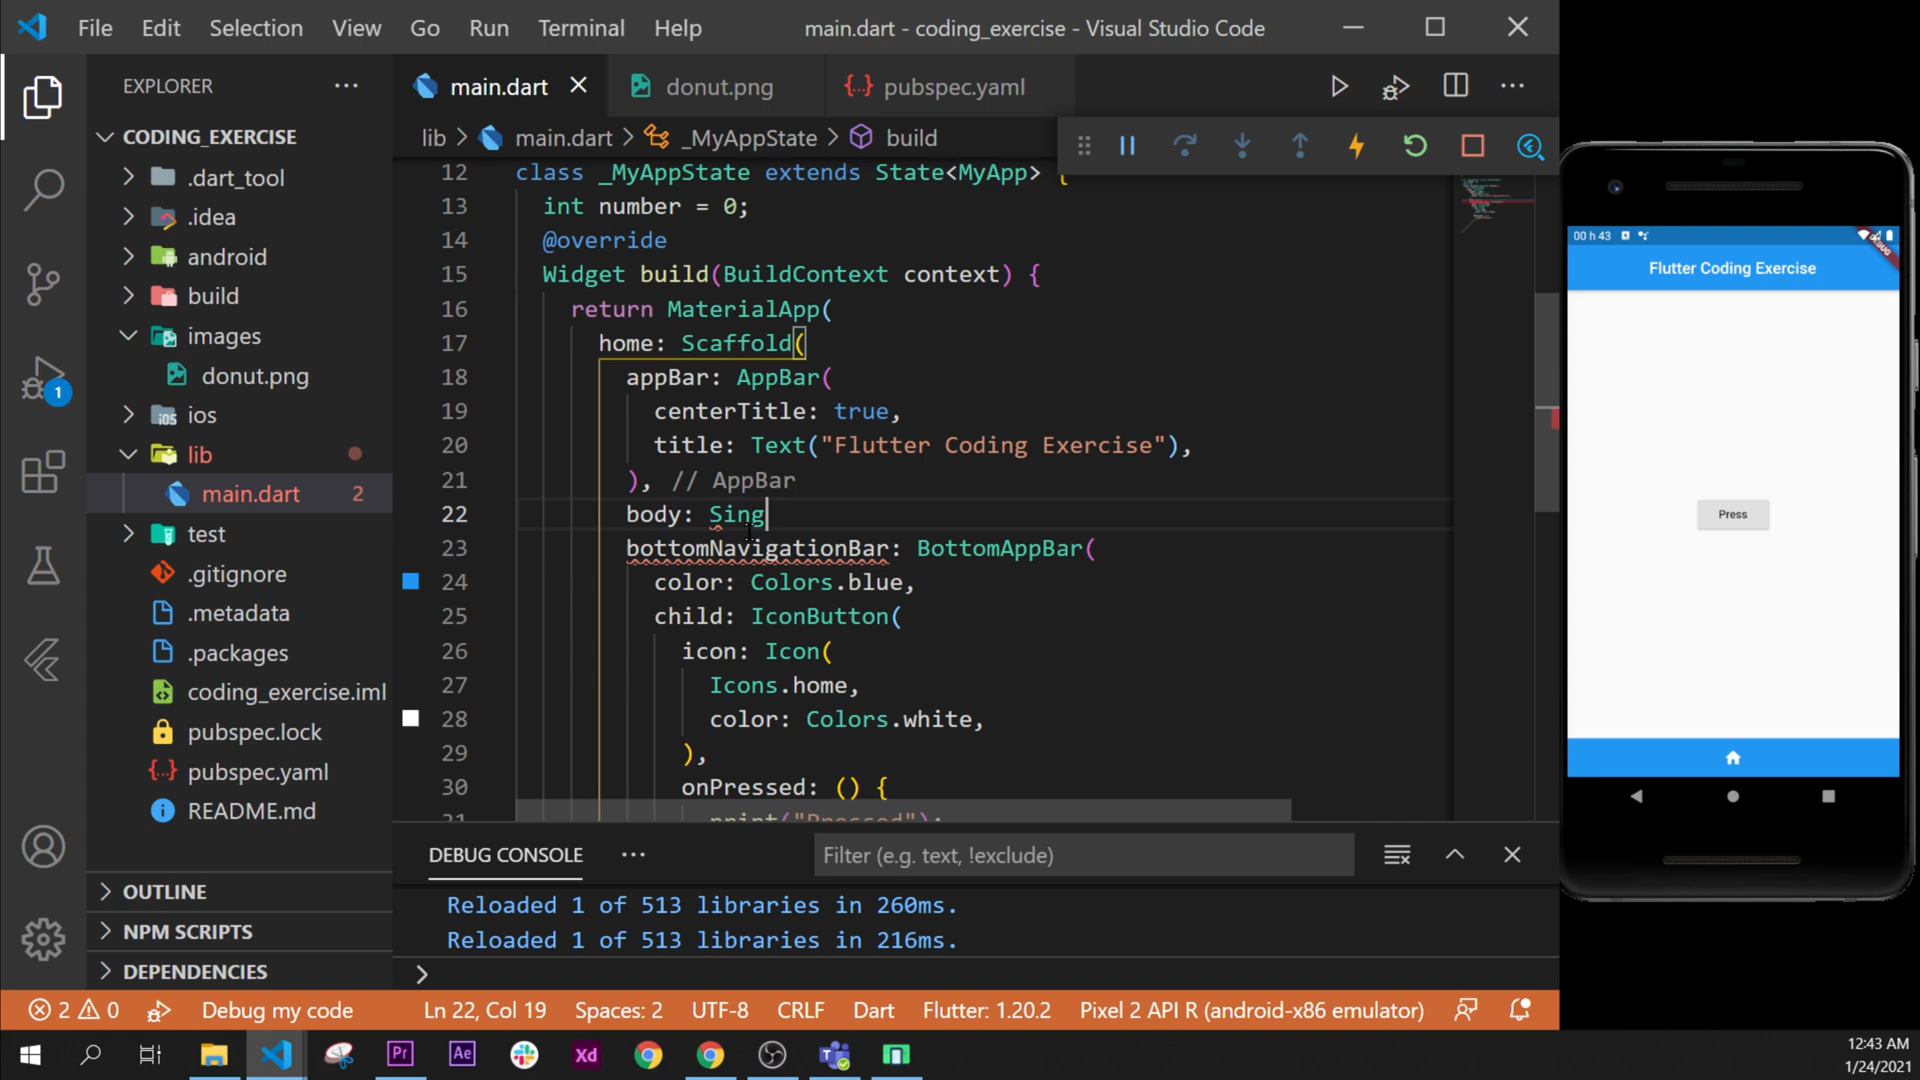 File Edit Selection View Go Run Terminal Help main.dart - coding_exercise - Visual Studio Code
EXPLORER
main.dart donut.png pubspec.yaml
lib main.dart _MyAppState build
CODING_EXERCISE
.dart_tool
.idea
android
build
images
donut.png
ios
lib
main.dart 2
test
.gitignore
.metadata
.packages
coding_exercise.iml
pubspec.lock
pubspec.yaml
README.md
OUTLINE
NPM SCRIPTS
DEPENDENCIES
1
12 class _MyAppState extends State<MyApp> {
13 int number = 0;
14 @override
15 Widget build(BuildContext context) {
16 return MaterialApp(
17 home: Scaffold(
18 appBar: AppBar(
19 centerTitle: true,
20 title: Text("Flutter Coding Exercise"),
21 ), // AppBar
22 body: Sing
23 bottomNavigationBar: BottomAppBar(
24 color: Colors.blue,
25 child: IconButton(
26 icon: Icon(
27 Icons.home,
28 color: Colors.white,
29 ),
30 onPressed: () {
31 print("Pressed");
DEBUG CONSOLE Filter (e.g. text, !exclude)
Reloaded 1 of 513 libraries in 260ms.
Reloaded 1 of 513 libraries in 216ms.
2 0 Debug my code Ln 22, Col 19 Spaces: 2 UTF-8 CRLF Dart Flutter: 1.20.2 Pixel 2 API R (android-x86 emulator)
00 h 43
DEBUG
Flutter Coding Exercise
Press
Pr Ae Xd
12:43 AM
1/24/2021